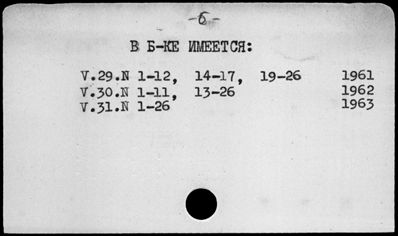 -6-
В Б-КЕ ИМЕЕТСЯ:
V.29.N 1-12, 14-17, 19-26 1961
V.30.N 1-11, 13-26 1962
V.31.N 1-26 1963